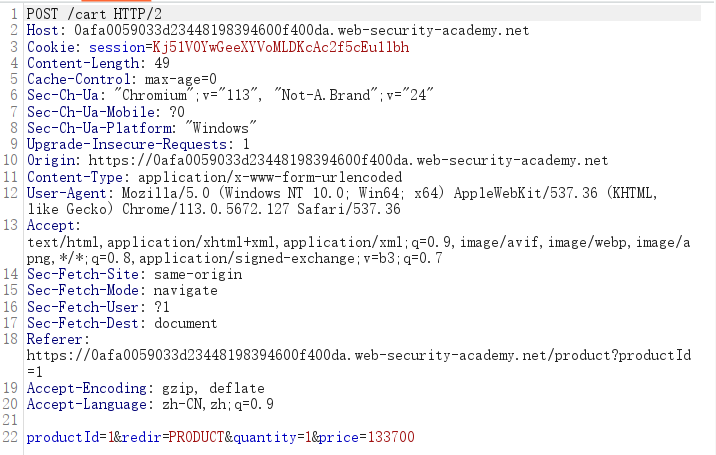 1 POST /cart HTTP/2
2 Host: 0afa0059033d23448198394600f400da.web-security-academy.net
3 Cookie: session=Kj51V0YwGeeXYVoMLDKcAc2f5cEu1lbh
4 Content-Length: 49
5 Cache-Control: max-age=0
6 Sec-Ch-Ua: "Chromium";v="113", "Not-A.Brand";v="24"
7 Sec-Ch-Ua-Mobile: ?0
8 Sec-Ch-Ua-Platform: "Windows"
9 Upgrade-Insecure-Requests: 1
10 Origin: https://0afa0059033d23448198394600f400da.web-security-academy.net
11 Content-Type: application/x-www-form-urlencoded
12 User-Agent: Mozilla/5.0 (Windows NT 10.0; Win64; x64) AppleWebKit/537.36 (KHTML,
like Gecko) Chrome/113.0.5672.127 Safari/537.36
13 Accept:
text/html,application/xhtml+xml,application/xml;q=0.9,image/avif,image/webp,image/a
png,*/*;q=0.8,application/signed-exchange;v=b3;q=0.7
14 Sec-Fetch-Site: same-origin
15 Sec-Fetch-Mode: navigate
16 Sec-Fetch-User: ?1
17 Sec-Fetch-Dest: document
18 Referer:
https://0afa0059033d23448198394600f400da.web-security-academy.net/product?productId
=1
19 Accept-Encoding: gzip, deflate
20 Accept-Language: zh-CN,zh;q=0.9
21
22 productId=1&redir=PRODUCT&quantity=1&price=133700